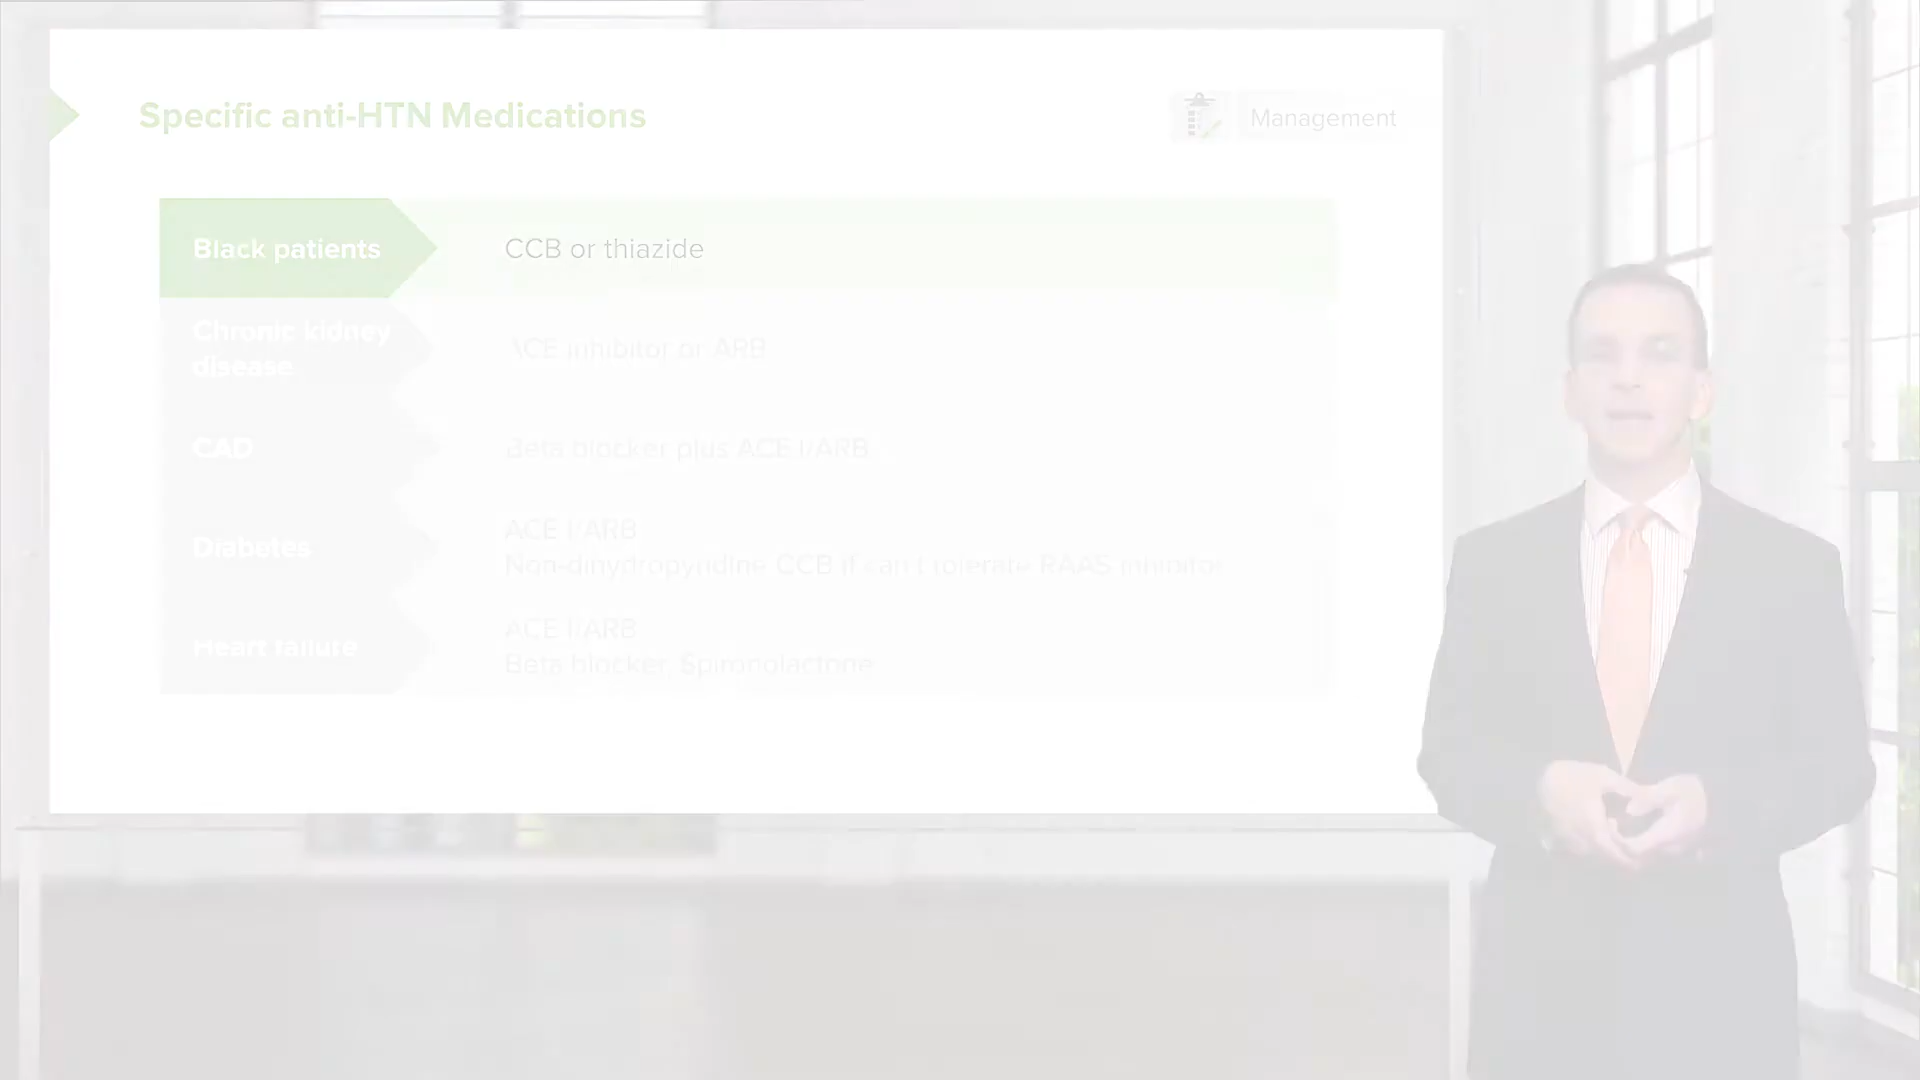 Specific anti-HTN Medications
Management
Black patients
CCB or thiazide
Chronic kidney
disease
ACE inhibitor or ARB
CAD
Beta blocker plus ACE I/ARB
Diabetes
ACE I/ARB
Non-dihydropyridine CCB if can't tolerate RAAS inhibitor
Heart failure
ACE I/ARB
Beta blocker, Spironolactone